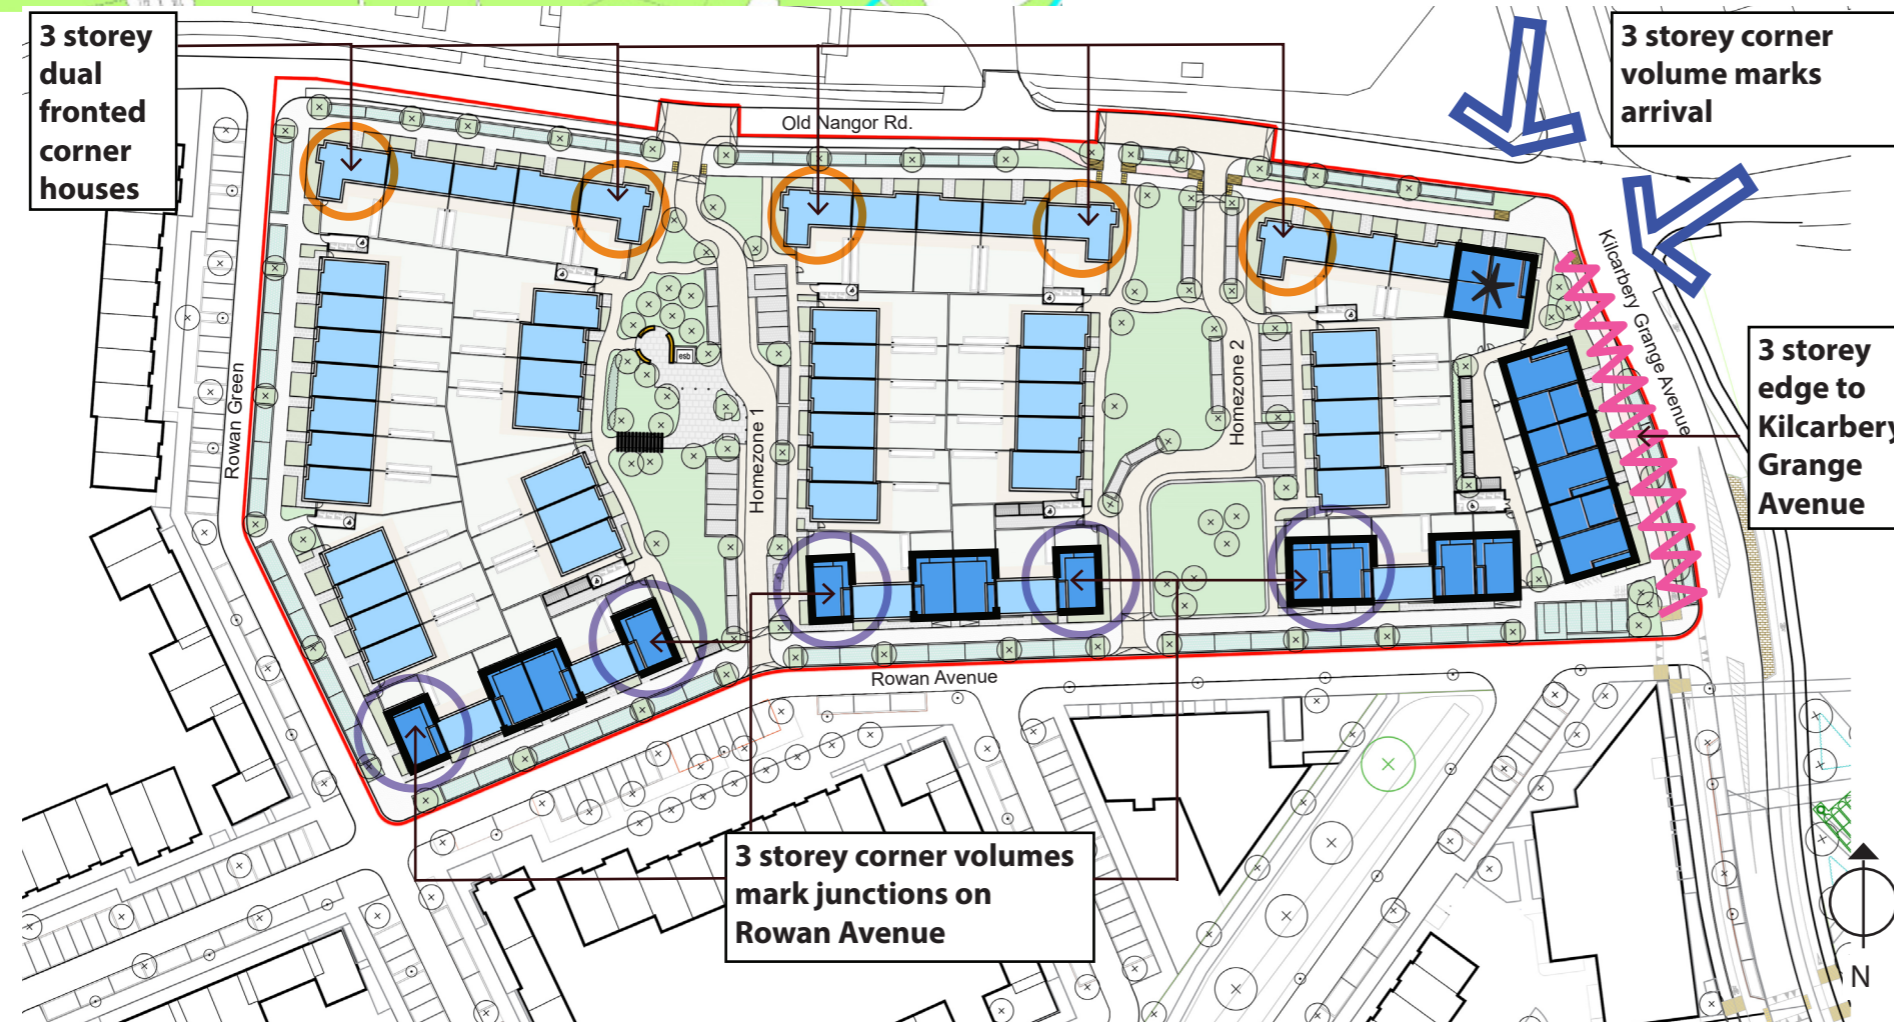 3 storey
dual
fronted
corner
houses
3 storey corner
volume marks
arrival
Old Nangor Rd.
Kilcarbery Grange Avenue
3 storey
edge to
Kilcarbery
Grange
Avenue
Rowan Green
esb
Homezone 1
Homezone 2
Rowan Avenue
3 storey corner volumes
mark junctions on
Rowan Avenue
N